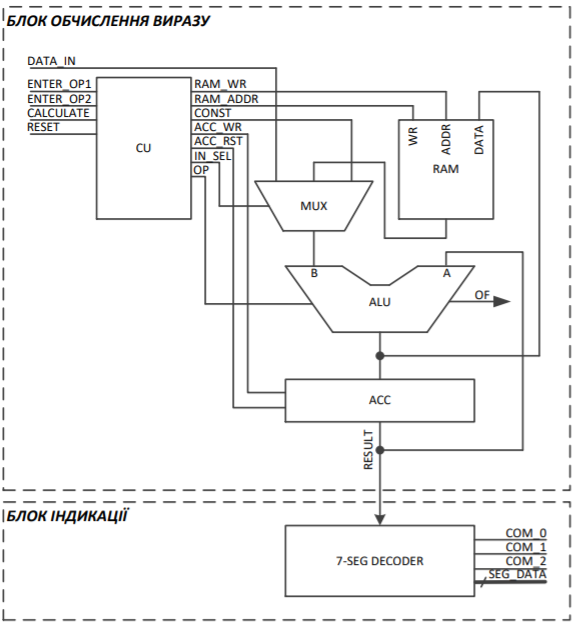 БЛОК ОБЧИСЛЕННЯ ВИРАЗУ
DATA_IN
ENTER_OP1
ENTER_OP2
CALCULATE
RESET
CU
RAM_WR
RAM_ADDR
CONST
ACC_WR
ACC_RST
IN_SEL
OP
WR
ADDR
DATA
RAM
MUX
B
A
ALU
OF
ACC
RESULT
БЛОК ІНДИКАЦІЇ
7-SEG DECODER
COM_0
COM_1
COM_2
SEG_DATA